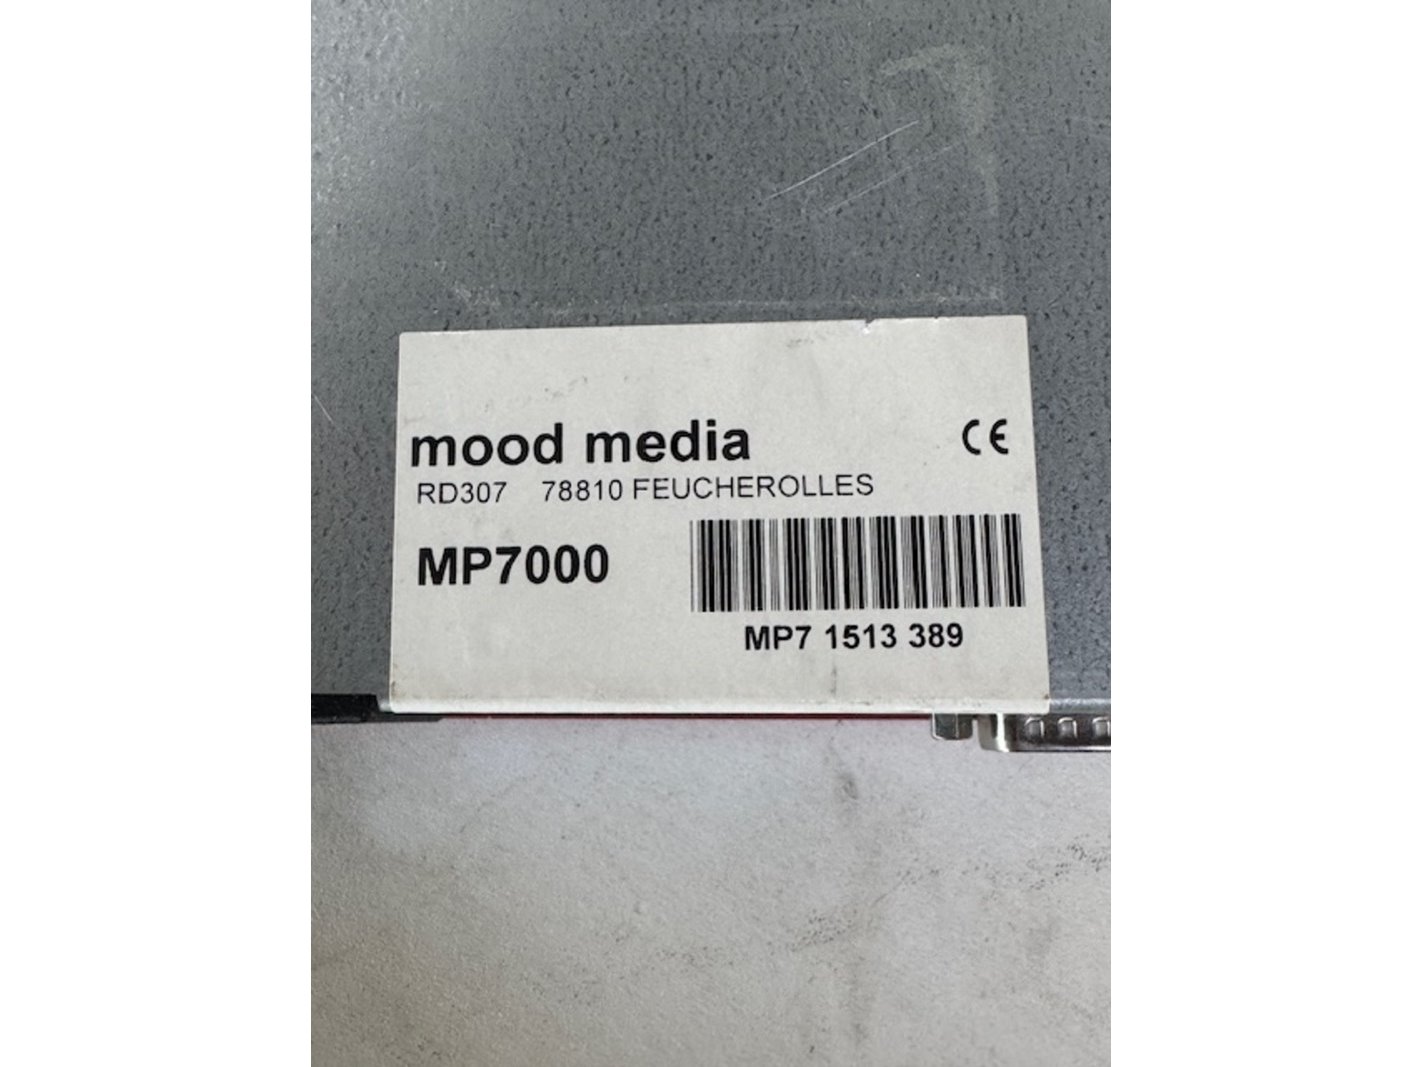 mood media
CE
RD307 78810 FEUCHEROLLES
MP7000
MP7 1513 389